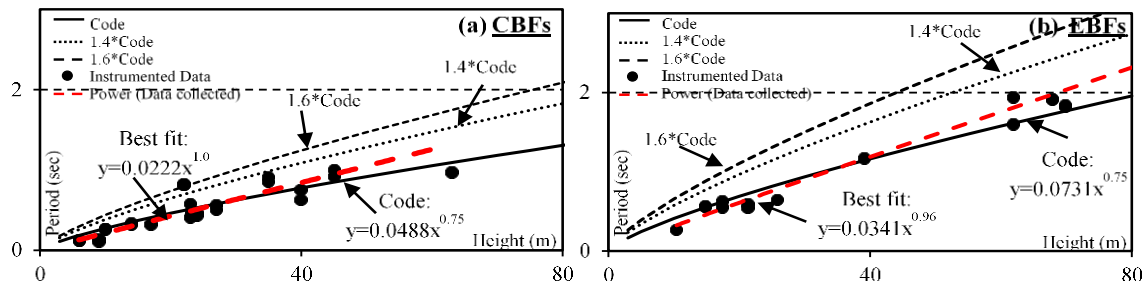 (a) CBFs
Code
1.4*Code
1.6*Code
Instrumented Data
Power (Data collected)
2
0
Period (sec)
Best fit:
y=0.0222x^1.0
1.6*Code
1.4*Code
Code:
y=0.0488x^0.75
Height (m)
0
40
80
(b) EBFs
Code
1.4*Code
1.6*Code
Instrumented Data
Power (Data collected)
2
0
Period (sec)
1.6*Code
1.4*Code
Best fit:
y=0.0341x^0.96
Code:
y=0.0731x^0.75
Height (m)
0
40
80